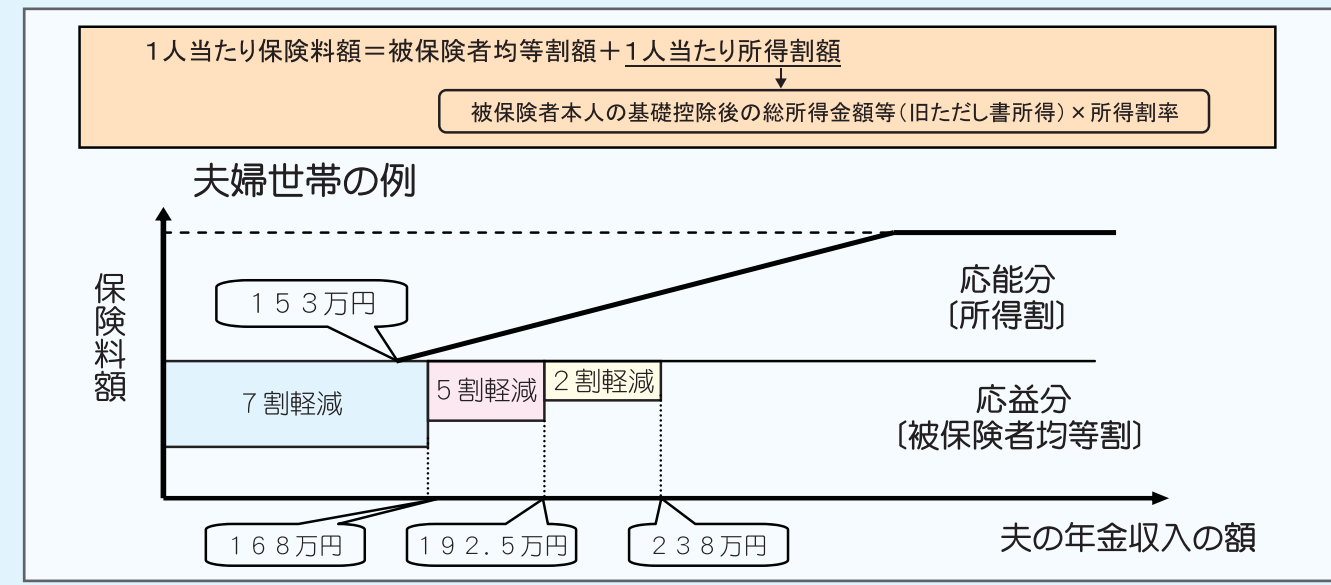 1人当たり保険料額＝被保険者均等割額＋1人当たり所得割額
被保険者本人の基礎控除後の総所得金額等（旧ただし書所得）×所得割率
夫婦世帯の例
保険料額
１５３万円
応能分
〔所得割〕
７割軽減
５割軽減
２割軽減
応益分
〔被保険者均等割〕
１６８万円
１９２．５万円
２３８万円
夫の年金収入の額